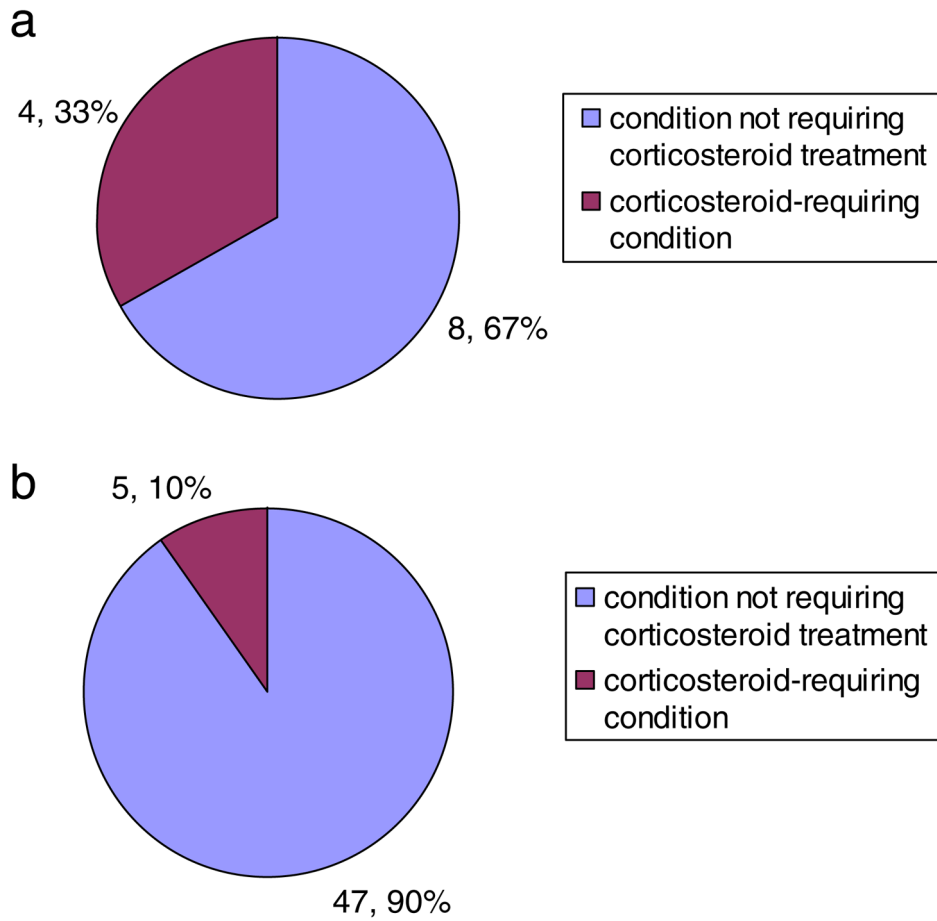 a
4, 33%
8, 67%
condition not requiring
corticosteroid treatment
corticosteroid-requiring
condition
b
5, 10%
47, 90%
condition not requiring
corticosteroid treatment
corticosteroid-requiring
condition